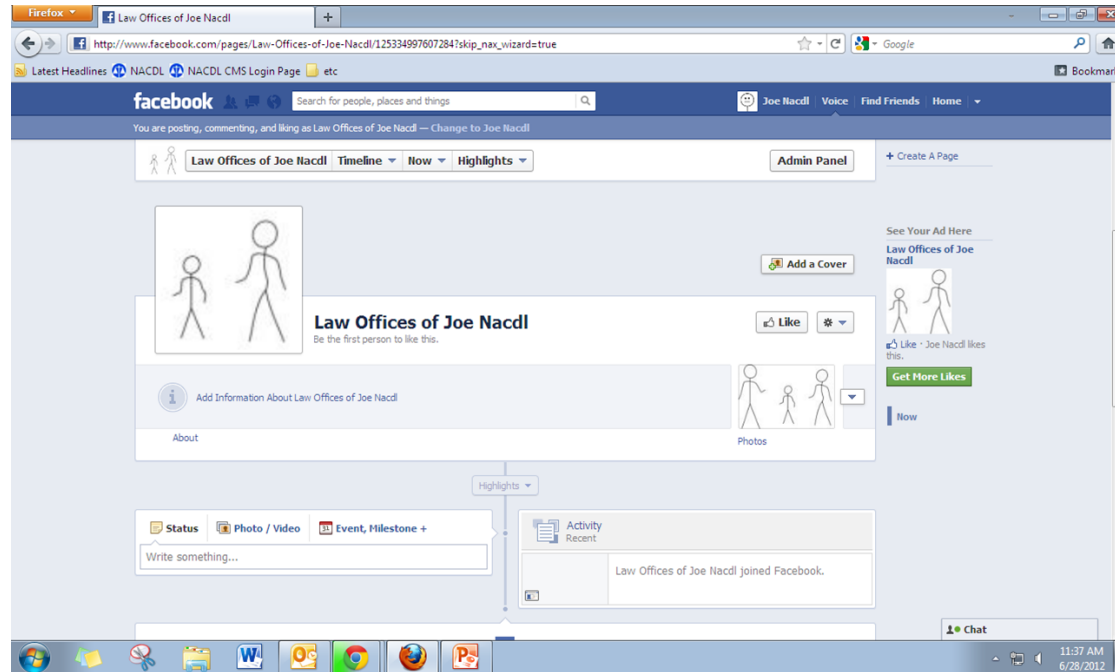 Firefox
Law Offices of Joe Nacdl
+
http://www.facebook.com/pages/Law-Offices-of-Joe-Nacdl/125334997607284?skip_nax_wizard=true
Google
Latest Headlines NACDL NACDL CMS Login Page etc
Bookmar
facebook
Search for people, places and things
Joe Nacdl Voice Find Friends Home
You are posting, commenting, and liking as Law Offices of Joe Nacdl — Change to Joe Nacdl
Law Offices of Joe Nacdl Timeline Now Highlights
Admin Panel
+ Create A Page
See Your Ad Here
Law Offices of Joe
Nacdl
Add a Cover
Law Offices of Joe Nacdl
Be the first person to like this.
Like
Like · Joe Nacdl likes
this.
Get More Likes
Now
i
Add Information About Law Offices of Joe Nacdl
About
Photos
Highlights
Status Photo / Video 31 Event, Milestone +
Write something...
Activity
Recent
Law Offices of Joe Nacdl joined Facebook.
Chat
11:37 AM
6/28/2012